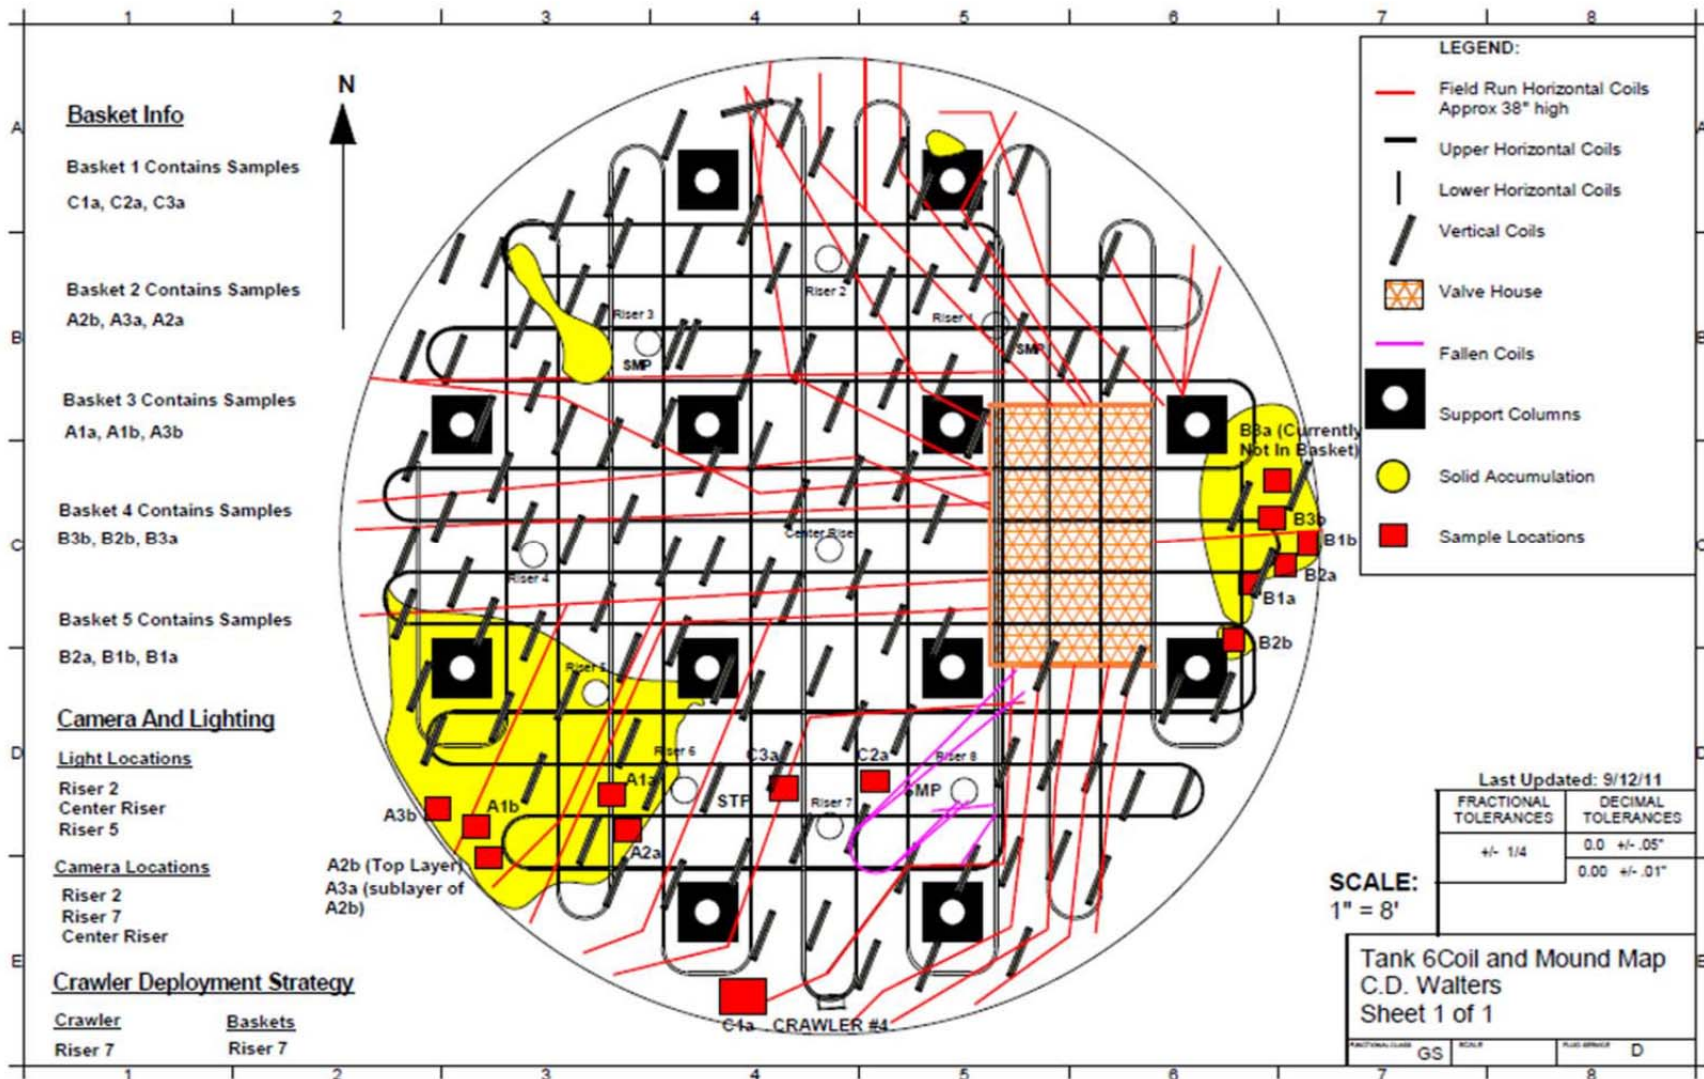 1 2 3 4 5 6 7 8
A
B
C
D
E
N
Basket Info
Basket 1 Contains Samples
C1a, C2a, C3a
Basket 2 Contains Samples
A2b, A3a, A2a
Basket 3 Contains Samples
A1a, A1b, A3b
Basket 4 Contains Samples
B3b, B2b, B3a
Basket 5 Contains Samples
B2a, B1b, B1a
Camera And Lighting
Light Locations
Riser 2
Center Riser
Riser 5
Camera Locations
Riser 2
Riser 7
Center Riser
Crawler Deployment Strategy
Crawler Baskets
Riser 7 Riser 7
Riser 2
Riser 3
SMP
Riser 1
SMP
Center Riser
Riser 4
Riser 5
Riser 6
STP
C3a
C2a
Riser 7
Riser 8
SMP
A1a
A1b
A3b
A2a
A2b (Top Layer)
A3a (sublayer of
A2b)
C1a
CRAWLER #4
B3a (Currently
Not In Basket)
B3b
B1b
B2a
B1a
B2b
LEGEND:
Field Run Horizontal Coils
Approx 38" high
Upper Horizontal Coils
Lower Horizontal Coils
Vertical Coils
Valve House
Fallen Coils
Support Columns
Solid Accumulation
Sample Locations
Last Updated: 9/12/11
FRACTIONAL
TOLERANCES
+/- 1/4
DECIMAL
TOLERANCES
0.0 +/- .05"
0.00 +/- .01"
SCALE:
1" = 8'
Tank 6Coil and Mound Map
C.D. Walters
Sheet 1 of 1
GS
SCALE
D
1 2 3 4 5 6 7 8
A
B
C
D
E